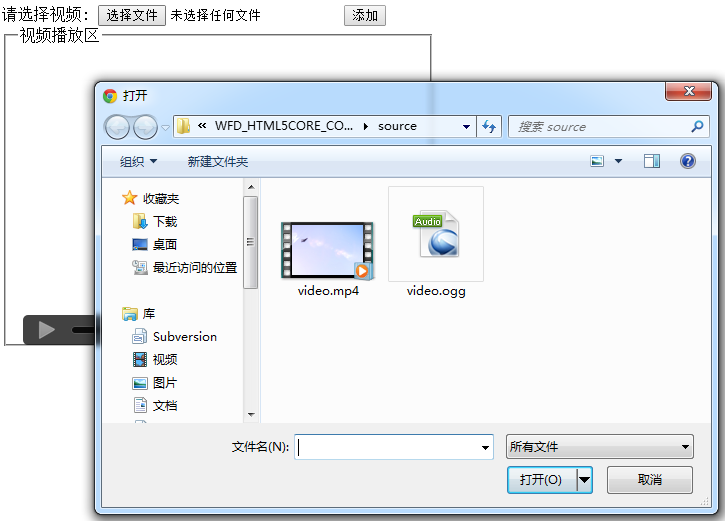 请选择视频： 选择文件 未选择任何文件 添加
视频播放区
打开
« WFD_HTML5CORE_CO... source
搜索 source
组织 新建文件夹
收藏夹
下载
桌面
最近访问的位置
库
Subversion
视频
图片
文档
Audio
video.mp4 video.ogg
文件名(N): 所有文件
打开(O) 取消